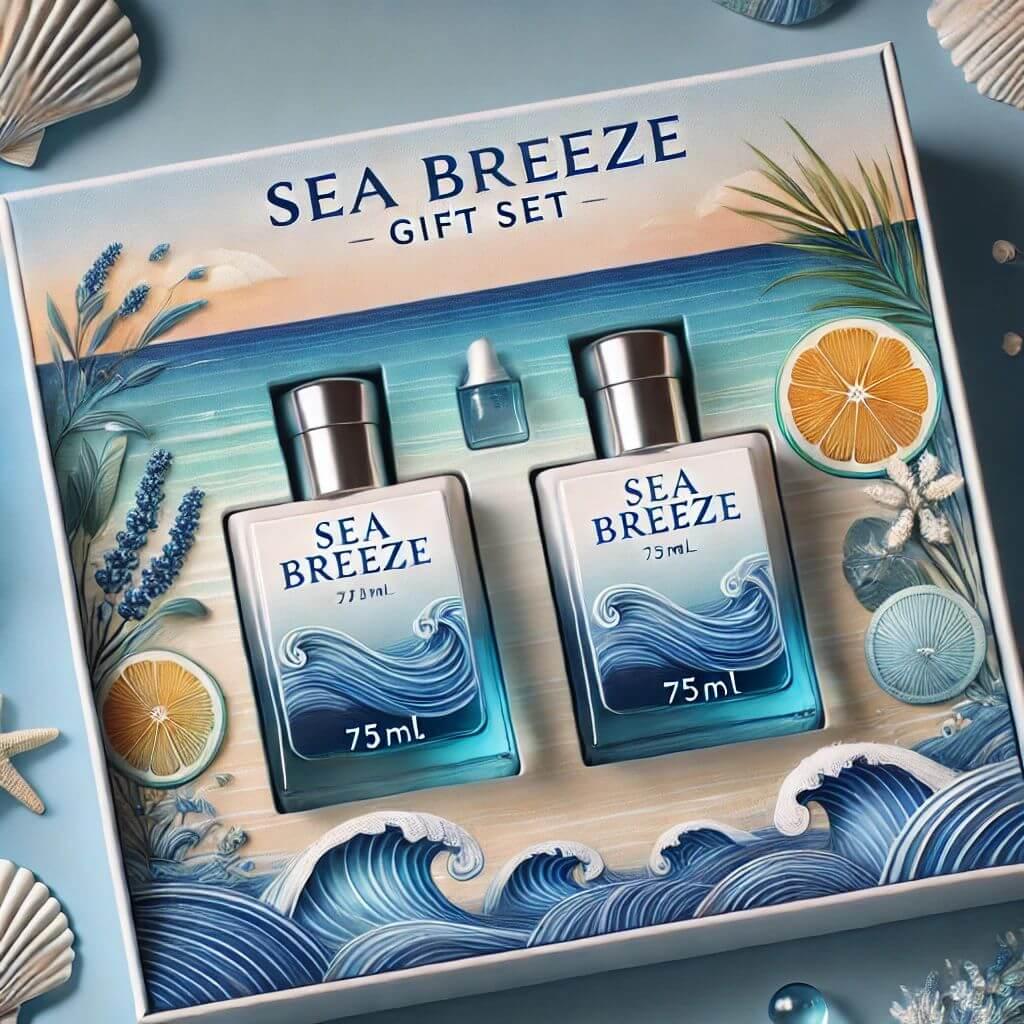 SEA BREEZE
– GIFT SET –
SEA
BREEZE
75ml
SEA
BREEZE
75mL
75ml